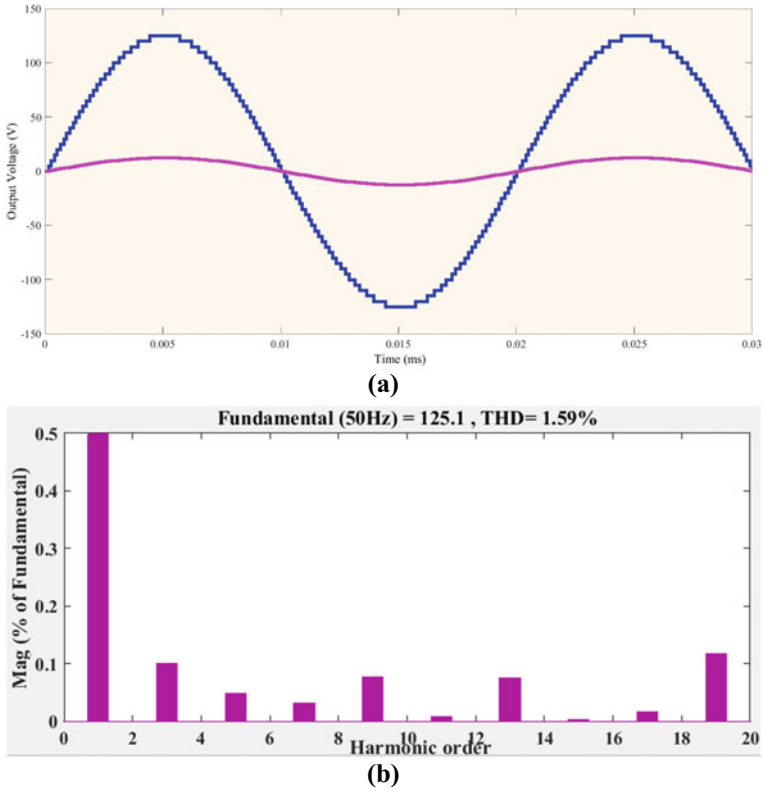 150
100
50
0
-50
-100
-150
Output Voltage (V)
0 0.005 0.01 0.015 0.02 0.025 0.03
Time (ms)
(a)
Fundamental (50Hz) = 125.1 , THD= 1.59%
0.5
0.4
0.3
0.2
0.1
0
Mag (% of Fundamental)
0 2 4 6 8 10 12 14 16 18 20
Harmonic order
(b)